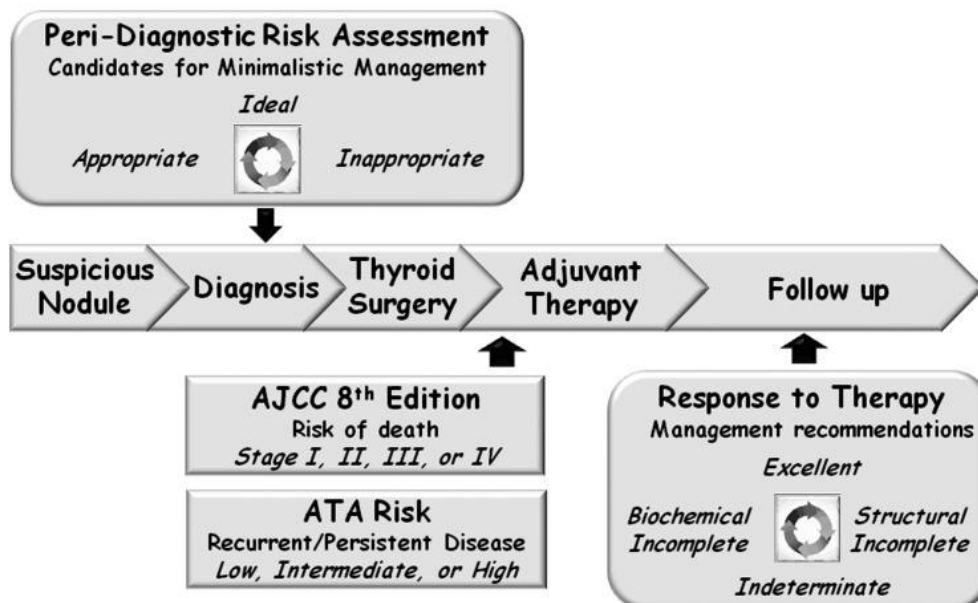 Peri-Diagnostic Risk Assessment
Candidates for Minimalistic Management
Ideal
Appropriate
Inappropriate
Suspicious
Nodule
Diagnosis
Thyroid
Surgery
Adjuvant
Therapy
Follow up
AJCC 8th Edition
Risk of death
Stage I, II, III, or IV
ATA Risk
Recurrent/Persistent Disease
Low, Intermediate, or High
Response to Therapy
Management recommendations
Excellent
Biochemical
Incomplete
Structural
Incomplete
Indeterminate